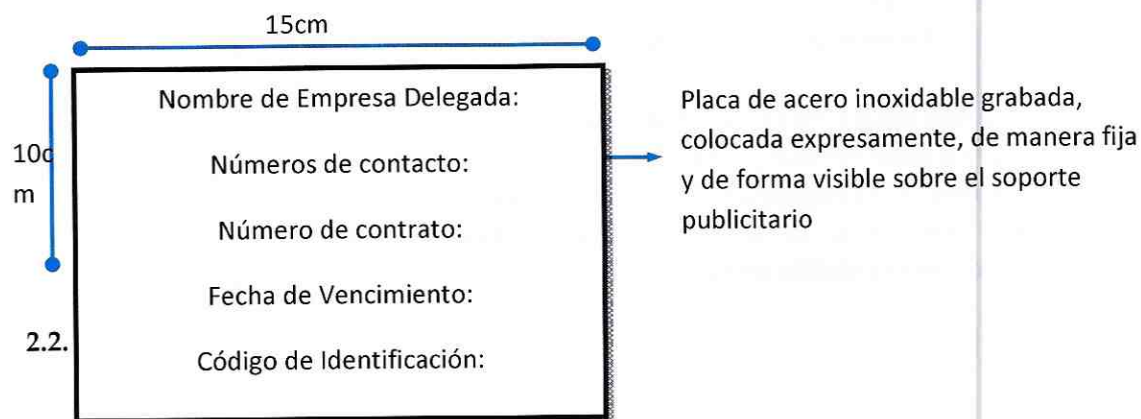 15cm
Nombre de Empresa Delegada:
10c
m
Números de contacto:
Número de contrato:
Fecha de Vencimiento:
2.2.
Código de Identificación:
Placa de acero inoxidable grabada,
colocada expresamente, de manera fija
y de forma visible sobre el soporte
publicitario